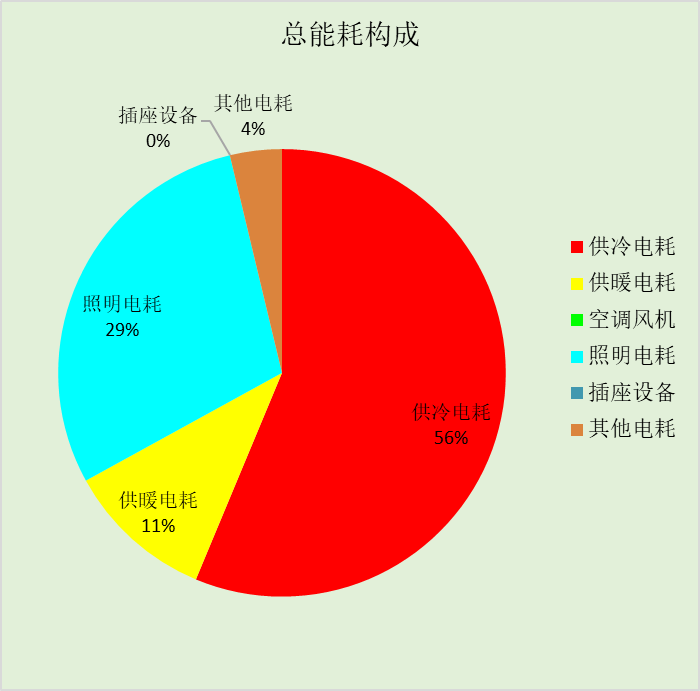 总能耗构成
插座设备
0%
其他电耗
4%
照明电耗
29%
供冷电耗
56%
供暖电耗
11%
供冷电耗
供暖电耗
空调风机
照明电耗
插座设备
其他电耗